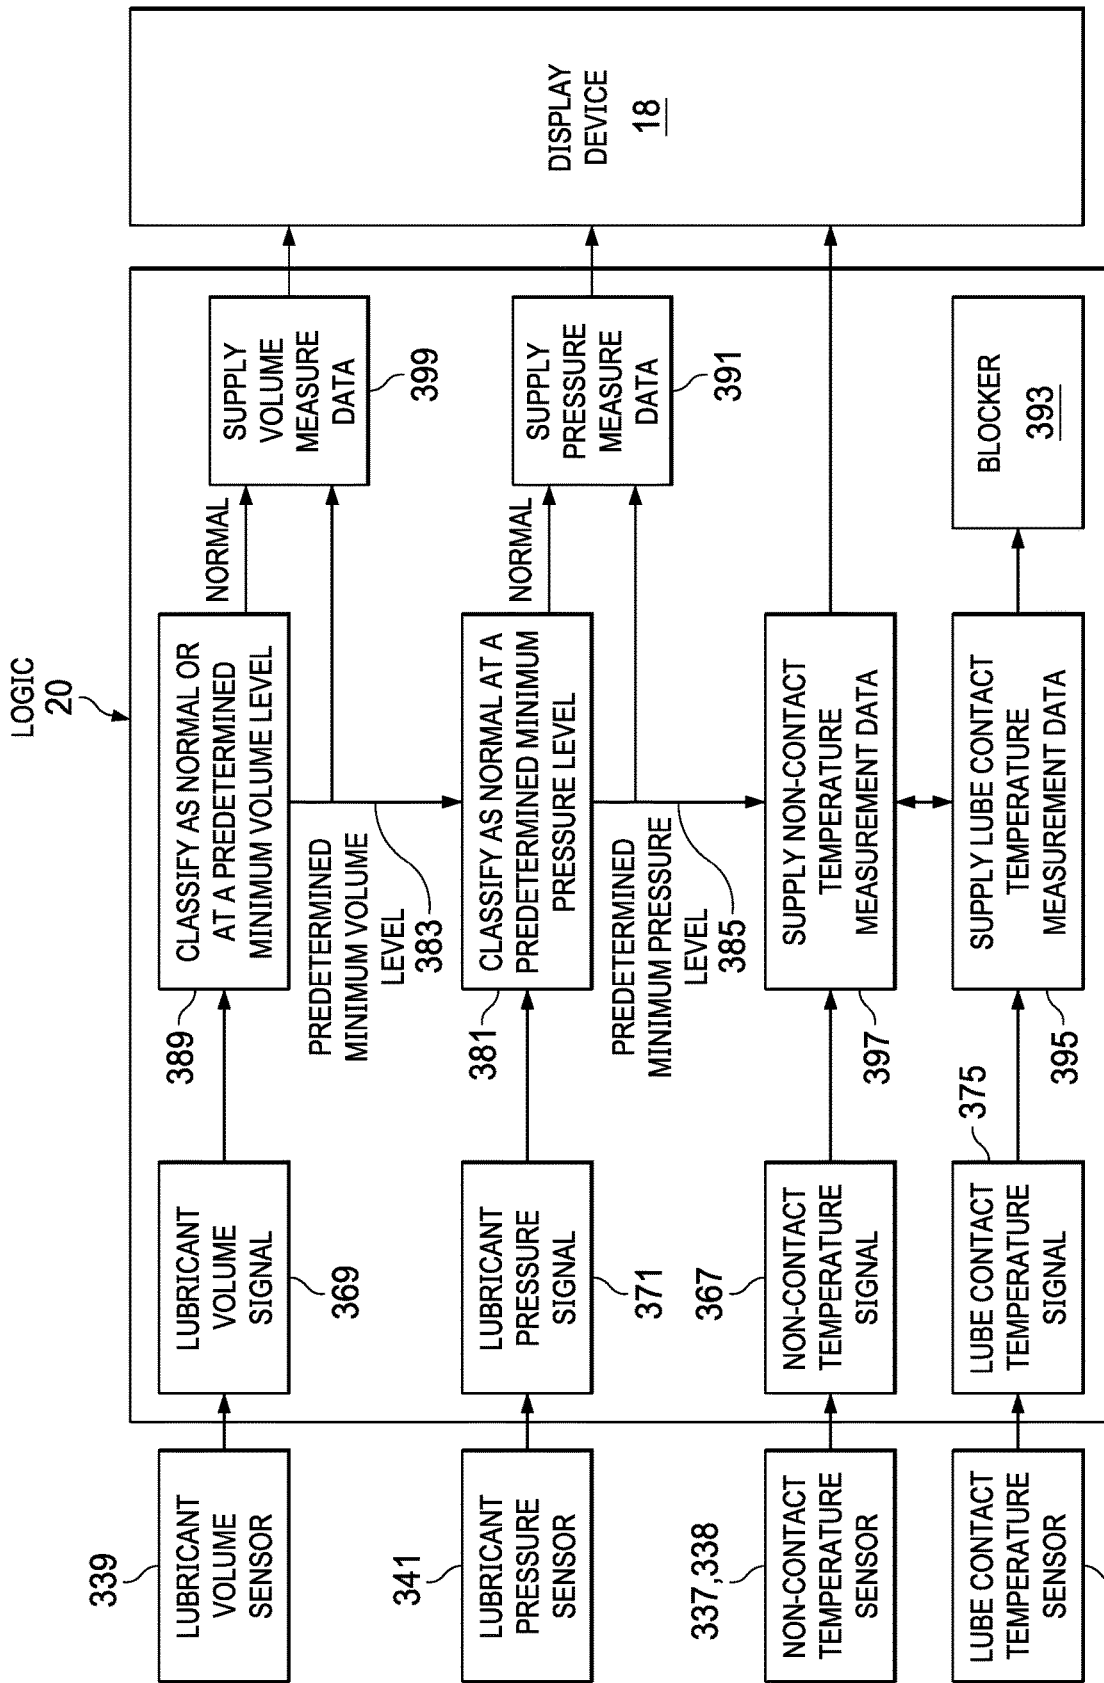 LOGIC
20
339
LUBRICANT
VOLUME
SENSOR
LUBRICANT
VOLUME
SIGNAL
369
389
CLASSIFY AS NORMAL OR
AT A PREDETERMINED
MINIMUM VOLUME LEVEL
NORMAL
SUPPLY
VOLUME
MEASURE
DATA
399
PREDETERMINED
MINIMUM VOLUME
LEVEL
383
341
LUBRICANT
PRESSURE
SENSOR
LUBRICANT
PRESSURE
SIGNAL
371
381
CLASSIFY AS NORMAL AT A
PREDETERMINED MINIMUM
PRESSURE LEVEL
NORMAL
SUPPLY
PRESSURE
MEASURE
DATA
391
PREDETERMINED
MINIMUM PRESSURE
LEVEL
385
337,338
NON-CONTACT
TEMPERATURE
SENSOR
367
NON-CONTACT
TEMPERATURE
SIGNAL
SUPPLY NON-CONTACT
TEMPERATURE
MEASUREMENT DATA
397
LUBE CONTACT
TEMPERATURE
SENSOR
375
LUBE CONTACT
TEMPERATURE
SIGNAL
SUPPLY LUBE CONTACT
TEMPERATURE
MEASUREMENT DATA
395
BLOCKER
393
DISPLAY
DEVICE
18